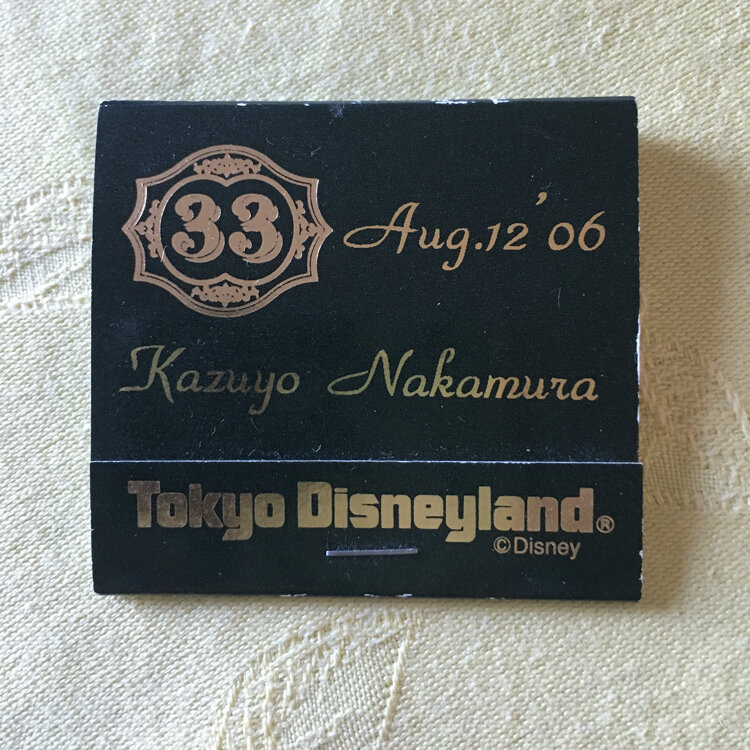 33 Aug.12'06
Kazuyo Nakamura
Tokyo Disneyland®
©Disney